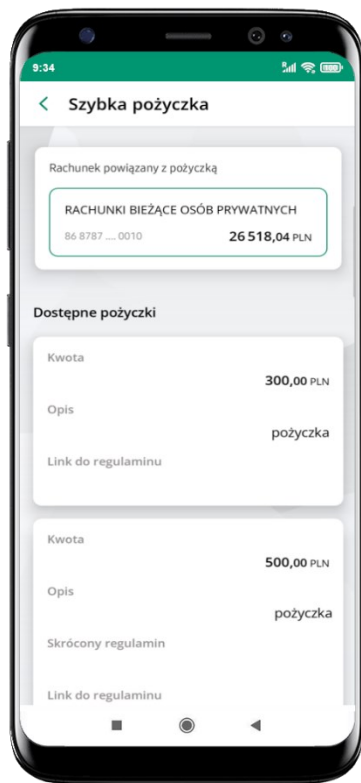 9:34
Szybka pożyczka
Rachunek powiązany z pożyczką
RACHUNKI BIEŻĄCE OSÓB PRYWATNYCH
86 8787 .... 0010 26 518,04 PLN
Dostępne pożyczki
Kwota
300,00 PLN
Opis
pożyczka
Link do regulaminu
Kwota
500,00 PLN
Opis
pożyczka
Skrócony regulamin
Link do regulaminu